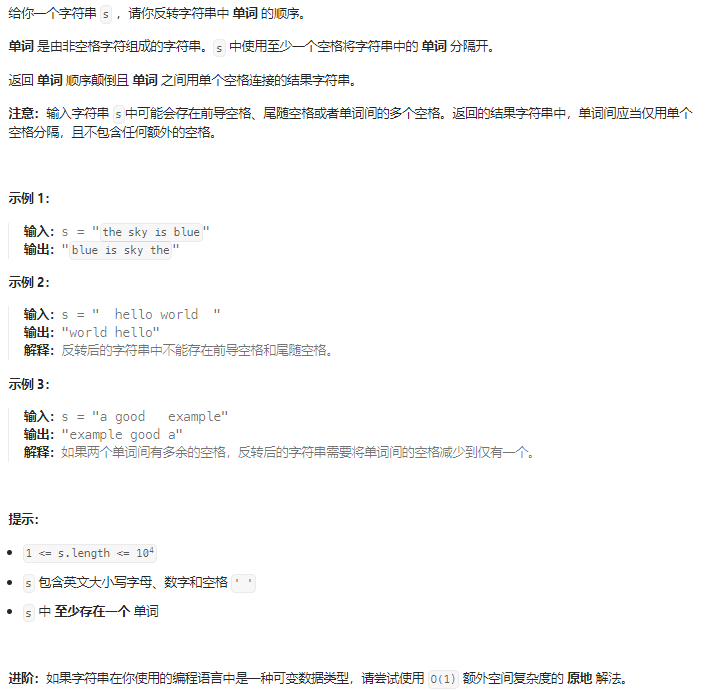 给你一个字符串 s ，请你反转字符串中 单词 的顺序。
单词 是由非空格字符组成的字符串。s 中使用至少一个空格将字符串中的 单词 分隔开。
返回 单词 顺序颠倒且 单词 之间用单个空格连接的结果字符串。
注意：输入字符串 s中可能会存在前导空格、尾随空格或者单词间的多个空格。返回的结果字符串中，单词间应当仅用单个
空格分隔，且不包含任何额外的空格。
示例 1：
输入：s = "the sky is blue"
输出："blue is sky the"
示例 2：
输入：s = "  hello world  "
输出："world hello"
解释：反转后的字符串中不能存在前导空格和尾随空格。
示例 3：
输入：s = "a good   example"
输出："example good a"
解释：如果两个单词间有多余的空格，反转后的字符串需要将单词间的空格减少到仅有一个。
提示：
• 1 <= s.length <= 10⁴
• s 包含英文大小写字母、数字和空格 ' '
• s 中 至少存在一个 单词
进阶：如果字符串在你使用的编程语言中是一种可变数据类型，请尝试使用 O(1) 额外空间复杂度的 原地 解法。